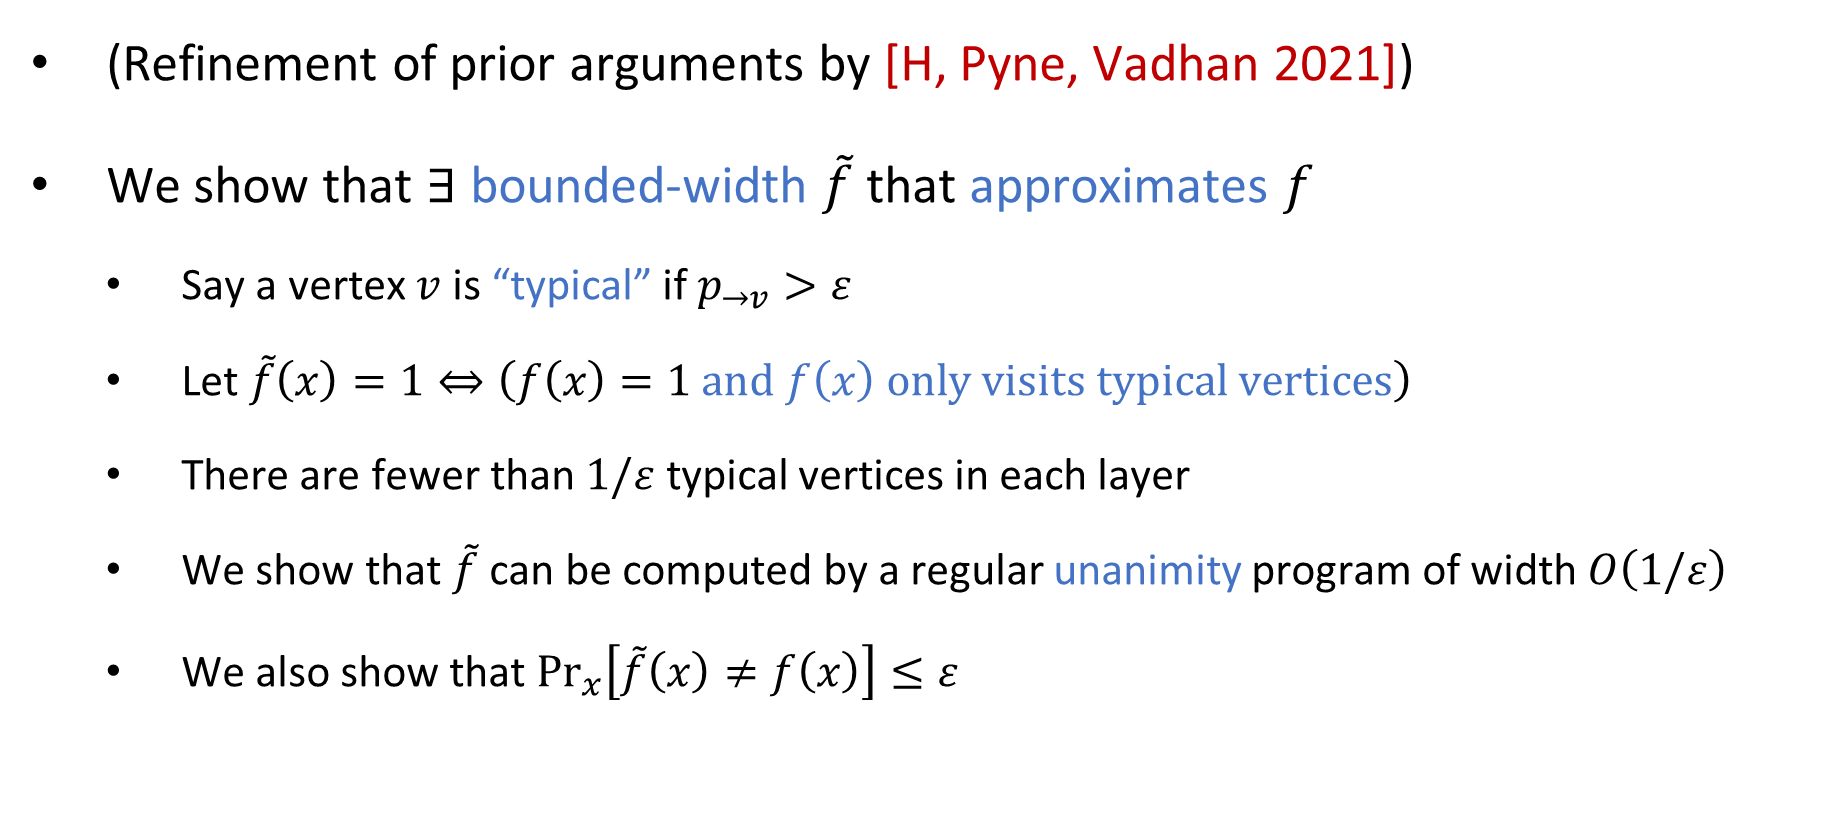 • (Refinement of prior arguments by [H, Pyne, Vadhan 2021])
• We show that ∃ bounded-width f̃ that approximates f
• Say a vertex v is “typical” if p→v > ε
• Let f̃(x) = 1 ⇔ (f(x) = 1 and f(x) only visits typical vertices)
• There are fewer than 1/ε typical vertices in each layer
• We show that f̃ can be computed by a regular unanimity program of width O(1/ε)
• We also show that Prₓ[f̃(x) ≠ f(x)] ≤ ε